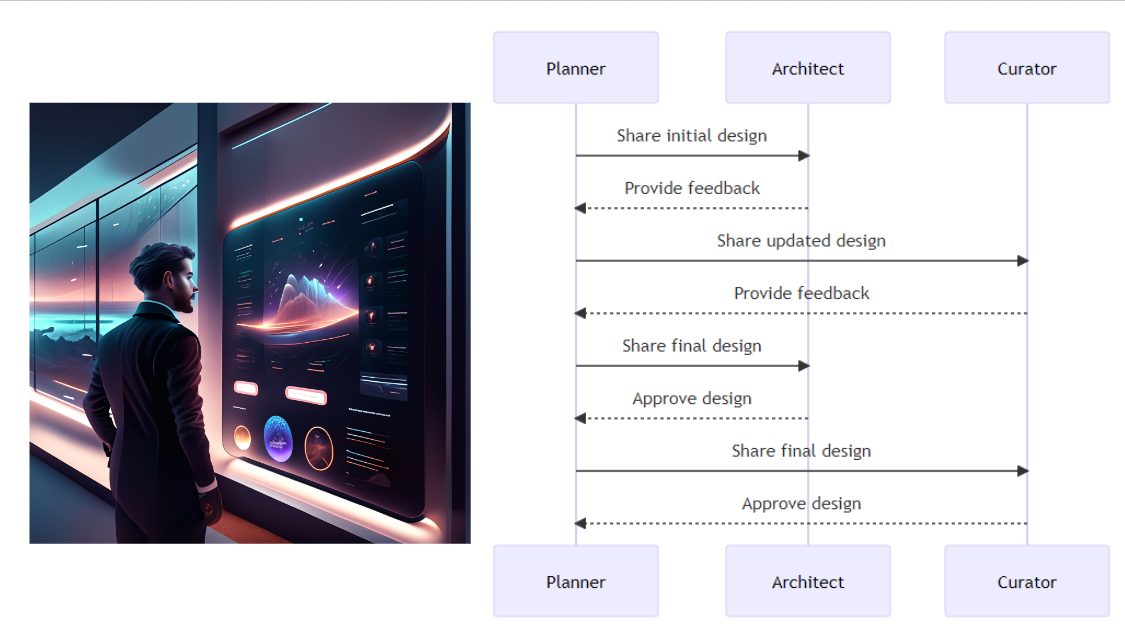 Planner
Architect
Curator
Share initial design
Provide feedback
Share updated design
Provide feedback
Share final design
Approve design
Share final design
Approve design
Planner
Architect
Curator